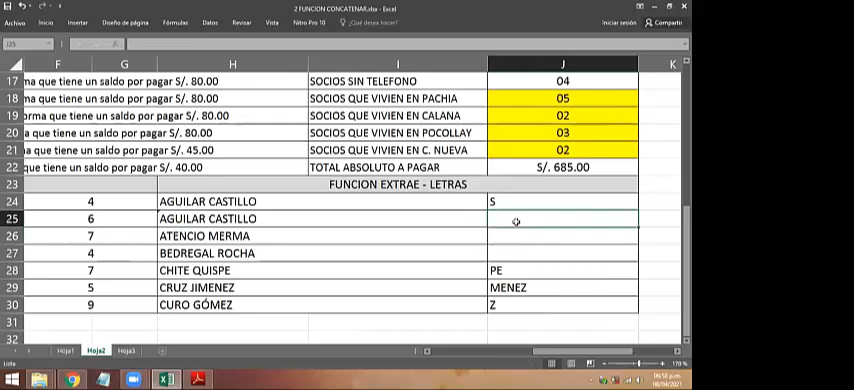 2 FUNCION CONCATENAR.xlsx - Excel
Archivo Inicio Insertar Diseño de página Fórmulas Datos Revisar Vista Nitro Pro 10 ¿Qué desea hacer? Iniciar sesión Compartir
J25
F G H I J K
17 ma que tiene un saldo por pagar S/. 80.00 SOCIOS SIN TELEFONO 04
18 ma que tiene un saldo por pagar S/. 80.00 SOCIOS QUE VIVIEN EN PACHIA 05
19 orma que tiene un saldo por pagar S/. 80.00 SOCIOS QUE VIVIEN EN CALANA 02
20 a que tiene un saldo por pagar S/. 80.00 SOCIOS QUE VIVIEN EN POCOLLAY 03
21 na que tiene un saldo por pagar S/. 45.00 SOCIOS QUE VIVIEN EN C. NUEVA 02
22 que tiene un saldo por pagar S/. 40.00 TOTAL ABSOLUTO A PAGAR S/. 685.00
23 FUNCION EXTRAE - LETRAS
24 4 AGUILAR CASTILLO S
25 6 AGUILAR CASTILLO
26 7 ATENCIO MERMA
27 4 BEDREGAL ROCHA
28 7 CHITE QUISPE PE
29 5 CRUZ JIMENEZ MENEZ
30 9 CURO GÓMEZ Z
31
32
Hoja1 Hoja2 Hoja3
Listo 170 %
06:58 p.m.
08/04/2021